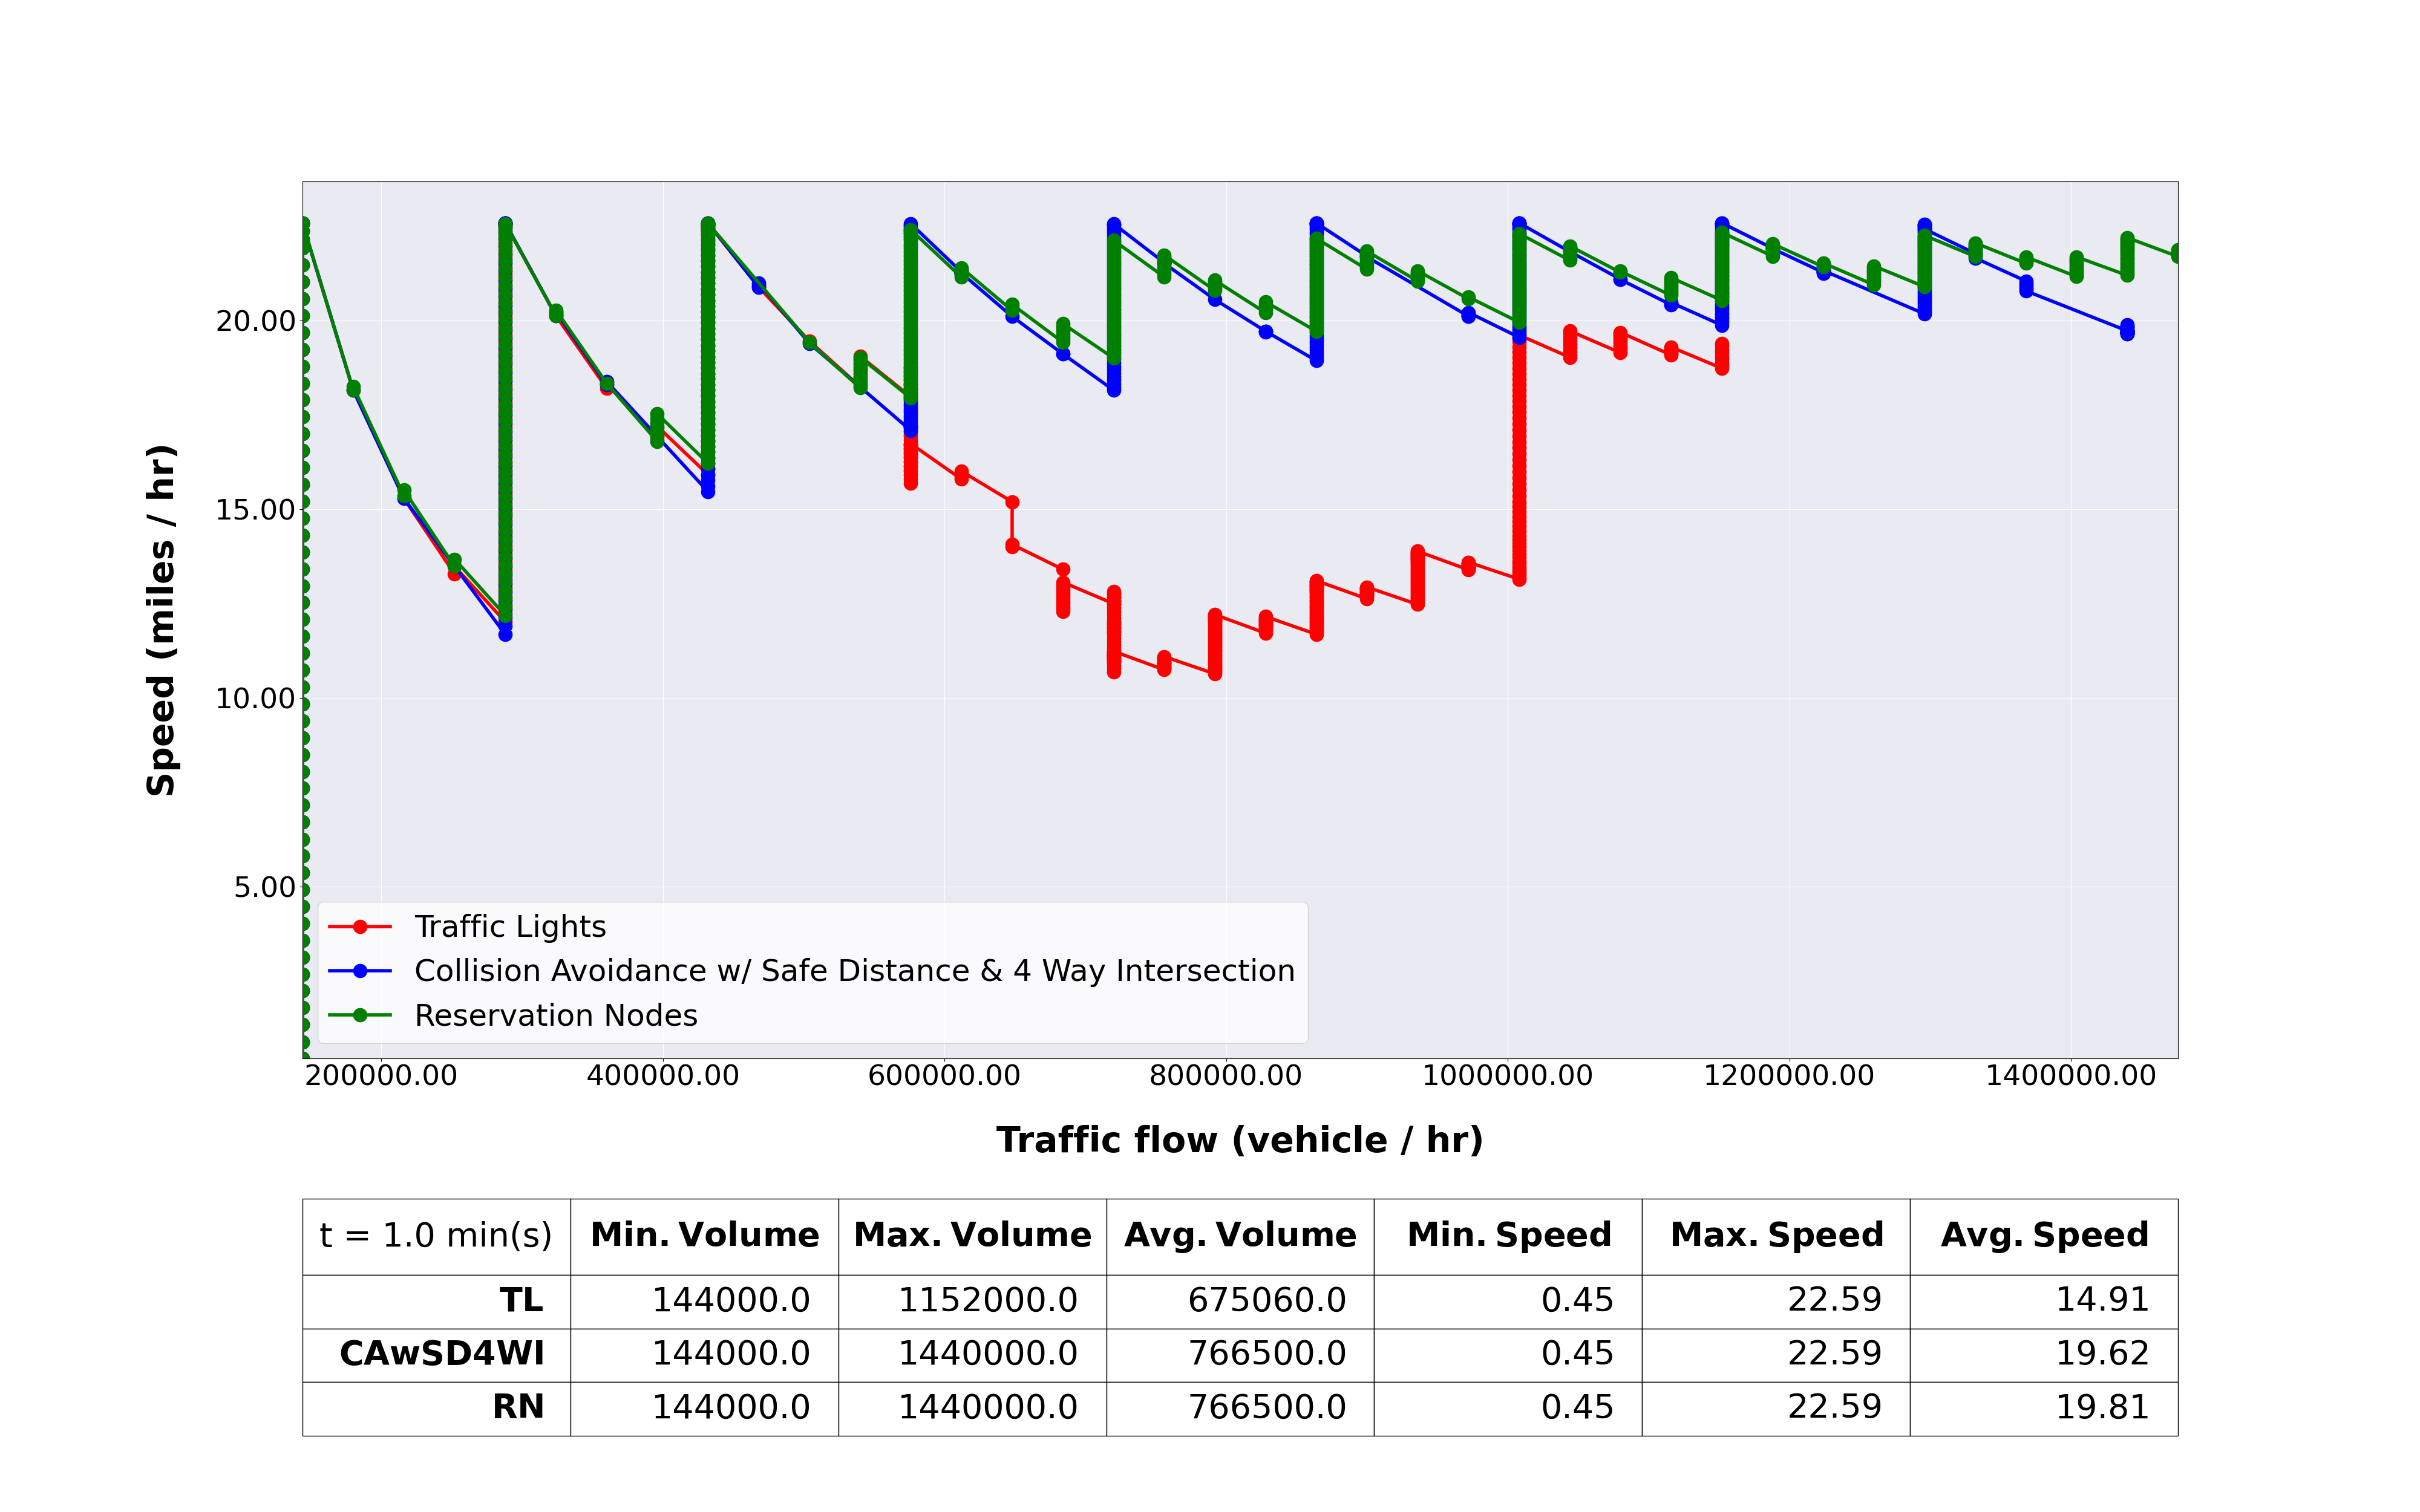 Speed (miles / hr)
20.00
15.00
10.00
5.00
Traffic Lights
Collision Avoidance w/ Safe Distance & 4 Way Intersection
Reservation Nodes
200000.00 400000.00 600000.00 800000.00 1000000.00 1200000.00 1400000.00
Traffic flow (vehicle / hr)
t = 1.0 min(s) Min. Volume Max. Volume Avg. Volume Min. Speed Max. Speed Avg. Speed
TL 144000.0 1152000.0 675060.0 0.45 22.59 14.91
CAwSD4WI 144000.0 1440000.0 766500.0 0.45 22.59 19.62
RN 144000.0 1440000.0 766500.0 0.45 22.59 19.81